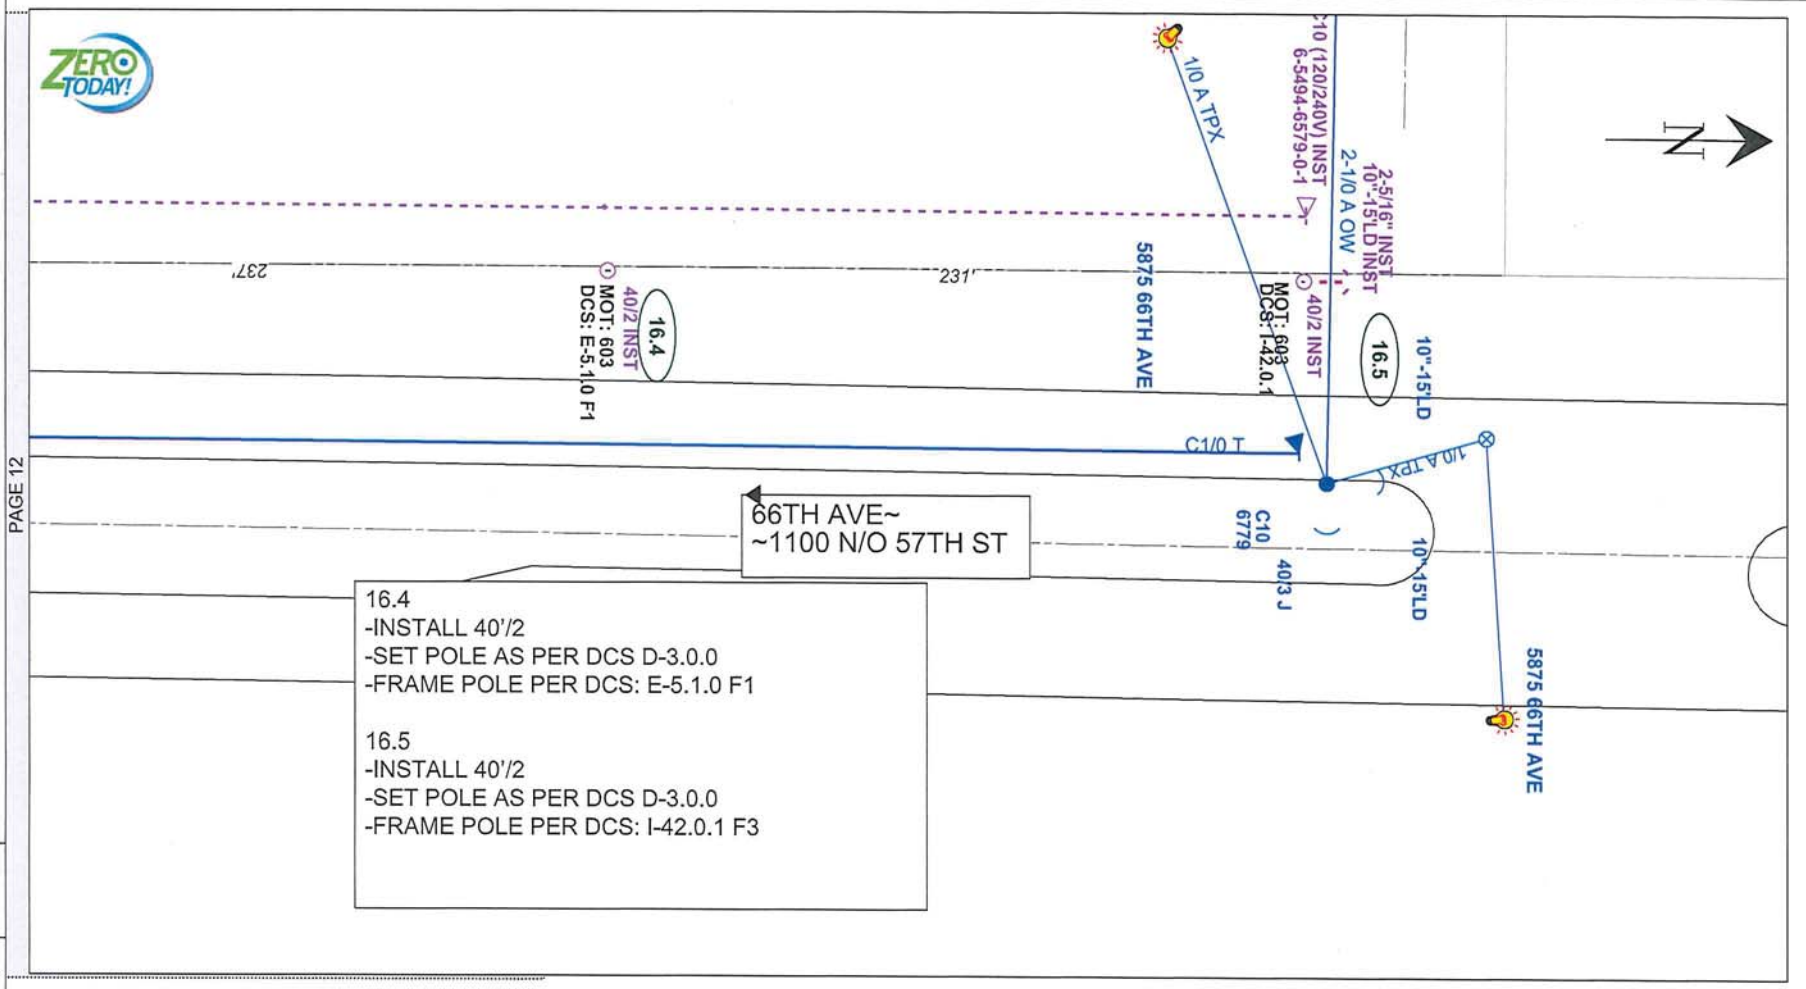 ZERO
TODAY!
C10 (120/240V) INST
6-5494-6579-0-1
1/0 A TPX
2-5/16" INST
10"-15'LD INST
2-1/0 A OW
N
237'
231'
5875 66TH AVE
16.4
40/2 INST
MOT: 603
DCS: E-5.1.0 F1
16.5
40/2 INST
MOT: 603
DCS: I-42.0.1
10"-15'LD
C1/0 T
1/0 A TPX
PAGE 12
66TH AVE~
~1100 N/O 57TH ST
C10
6779
40/3 J
10"-15'LD
5875 66TH AVE
16.4
-INSTALL 40'/2
-SET POLE AS PER DCS D-3.0.0
-FRAME POLE PER DCS: E-5.1.0 F1
16.5
-INSTALL 40'/2
-SET POLE AS PER DCS D-3.0.0
-FRAME POLE PER DCS: I-42.0.1 F3